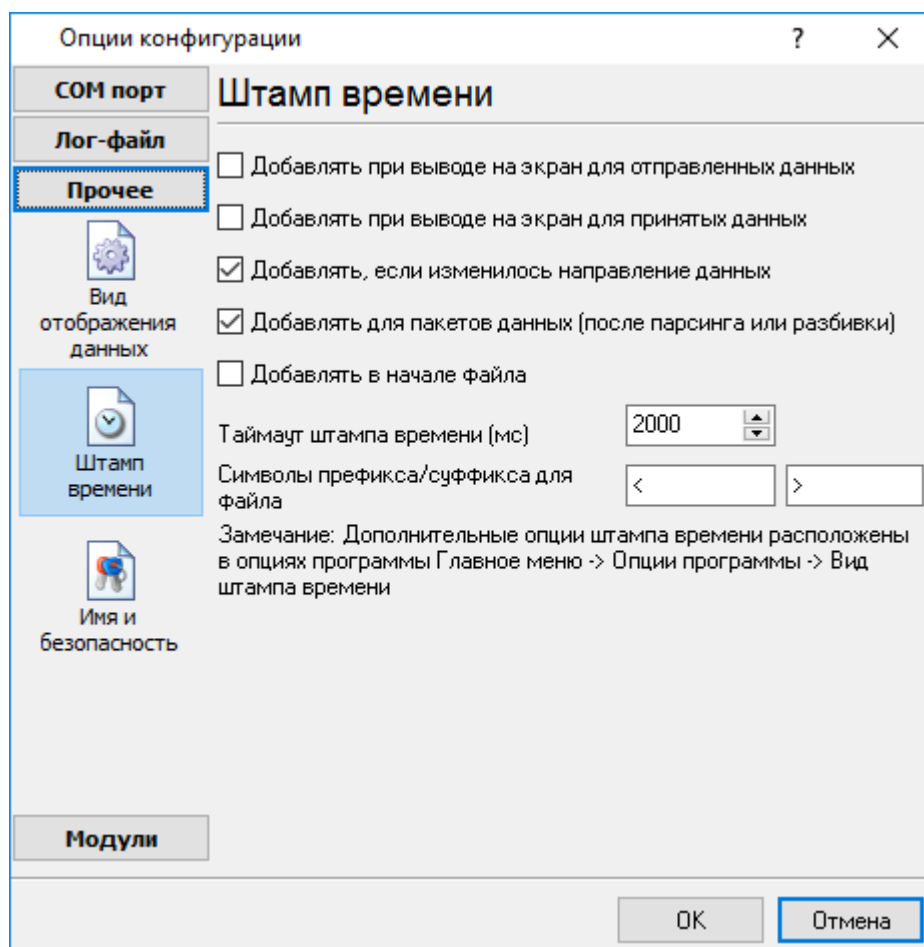 Опции конфигурации
?
COM порт
Лог-файл
Прочее
Вид
отображения
данных
Штамп
времени
Имя и
безопасность
Модули
Штамп времени
Добавлять при выводе на экран для отправленных данных
Добавлять при выводе на экран для принятых данных
Добавлять, если изменилось направление данных
Добавлять для пакетов данных (после парсинга или разбивки)
Добавлять в начале файла
Таймаут штампа времени (мс)
2000
Символы префикса/суффикса для
файла
<
>
Замечание: Дополнительные опции штампа времени расположены
в опциях программы Главное меню -> Опции программы -> Вид
штампа времени
OK
Отмена